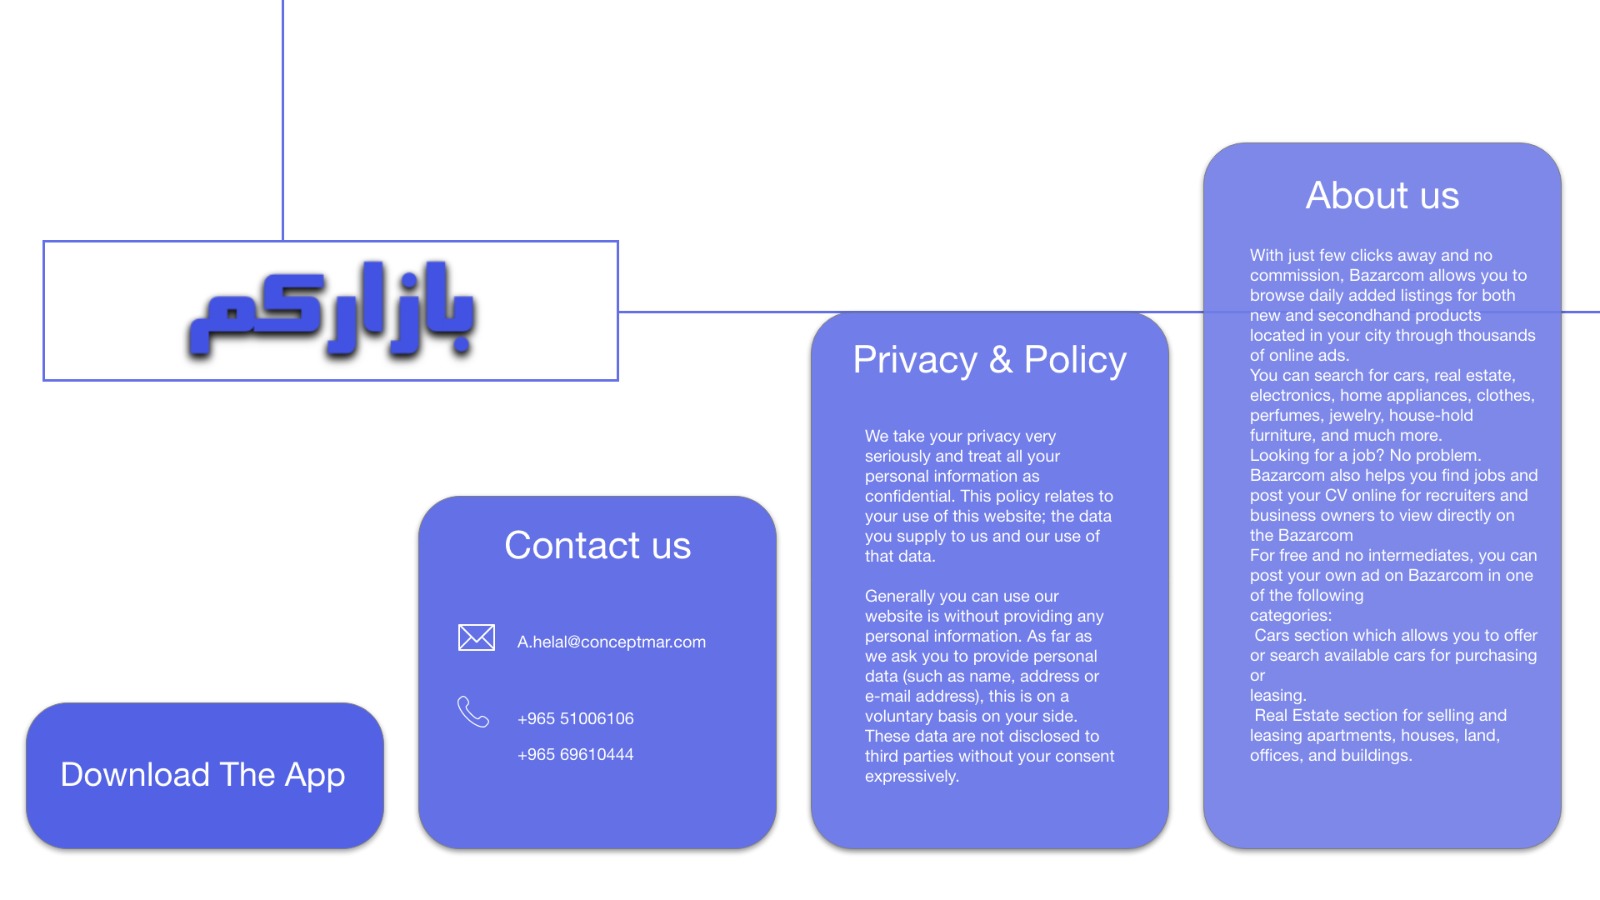 بازاركم
Download The App
Contact us
A.helal@conceptmar.com
+965 51006106
+965 69610444
Privacy & Policy
We take your privacy very
seriously and treat all your
personal information as
confidential. This policy relates to
your use of this website; the data
you supply to us and our use of
that data.
Generally you can use our
website is without providing any
personal information. As far as
we ask you to provide personal
data (such as name, address or
e-mail address), this is on a
voluntary basis on your side.
These data are not disclosed to
third parties without your consent
expressively.
About us
With just few clicks away and no
commission, Bazarcom allows you to
browse daily added listings for both
new and secondhand products
located in your city through thousands
of online ads.
You can search for cars, real estate,
electronics, home appliances, clothes,
perfumes, jewelry, house-hold
furniture, and much more.
Looking for a job? No problem.
Bazarcom also helps you find jobs and
post your CV online for recruiters and
business owners to view directly on
the Bazarcom
For free and no intermediates, you can
post your own ad on Bazarcom in one
of the following
categories:
Cars section which allows you to offer
or search available cars for purchasing
or
leasing.
Real Estate section for selling and
leasing apartments, houses, land,
offices, and buildings.